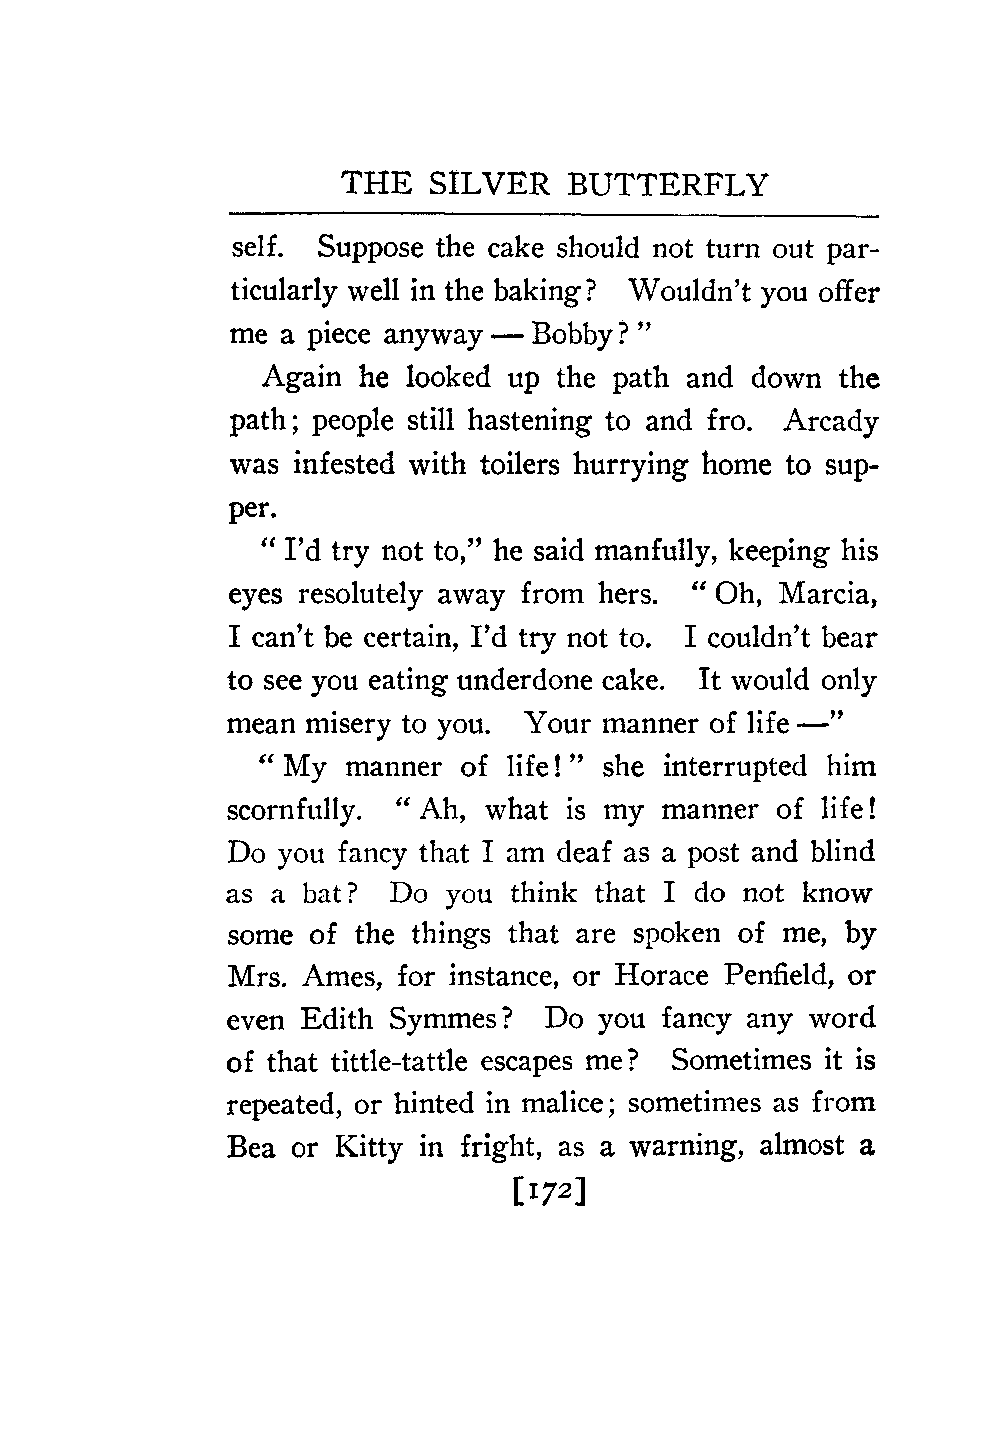 THE SILVER BUTTERFLY
self. Suppose the cake should not turn out par-
ticularly well in the baking? Wouldn't you offer
me a piece anyway — Bobby?"
Again he looked up the path and down the
path; people still hastening to and fro. Arcady
was infested with toilers hurrying home to sup-
per.
"I'd try not to," he said manfully, keeping his
eyes resolutely away from hers. "Oh, Marcia,
I can't be certain, I'd try not to. I couldn't bear
to see you eating underdone cake. It would only
mean misery to you. Your manner of life —"
"My manner of life!" she interrupted him
scornfully. "Ah, what is my manner of life!
Do you fancy that I am deaf as a post and blind
as a bat? Do you think that I do not know
some of the things that are spoken of me, by
Mrs. Ames, for instance, or Horace Penfield, or
even Edith Symmes? Do you fancy any word
of that tittle-tattle escapes me? Sometimes it is
repeated, or hinted in malice; sometimes as from
Bea or Kitty in fright, as a warning, almost a
[172]